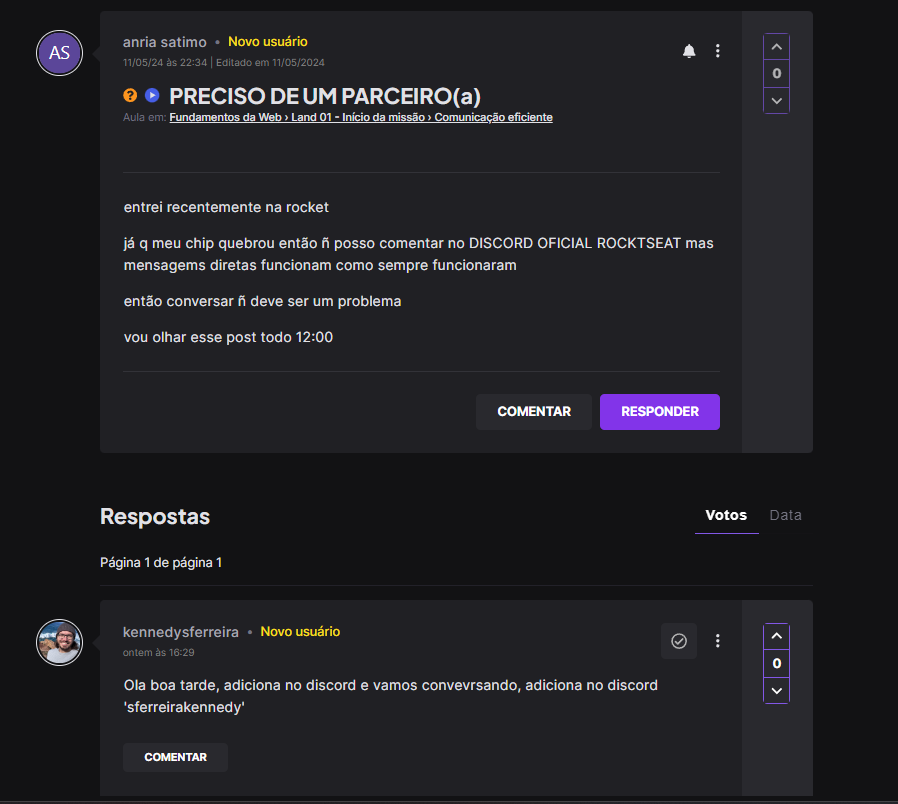 AS
anria satimo • Novo usuário
11/05/24 às 22:34 | Editado em 11/05/2024
PRECISO DE UM PARCEIRO(a)
Aula em: Fundamentos da Web › Land 01 - Início da missão › Comunicação eficiente
0
entrei recentemente na rocket
já q meu chip quebrou então ñ posso comentar no DISCORD OFICIAL ROCKTSEAT mas
mensagems diretas funcionam como sempre funcionaram
então conversar ñ deve ser um problema
vou olhar esse post todo 12:00
COMENTAR
RESPONDER
Respostas
Votos
Data
Página 1 de página 1
kennedysferreira • Novo usuário
ontem às 16:29
0
Ola boa tarde, adiciona no discord e vamos convevrsando, adiciona no discord
'sferreirakennedy'
COMENTAR